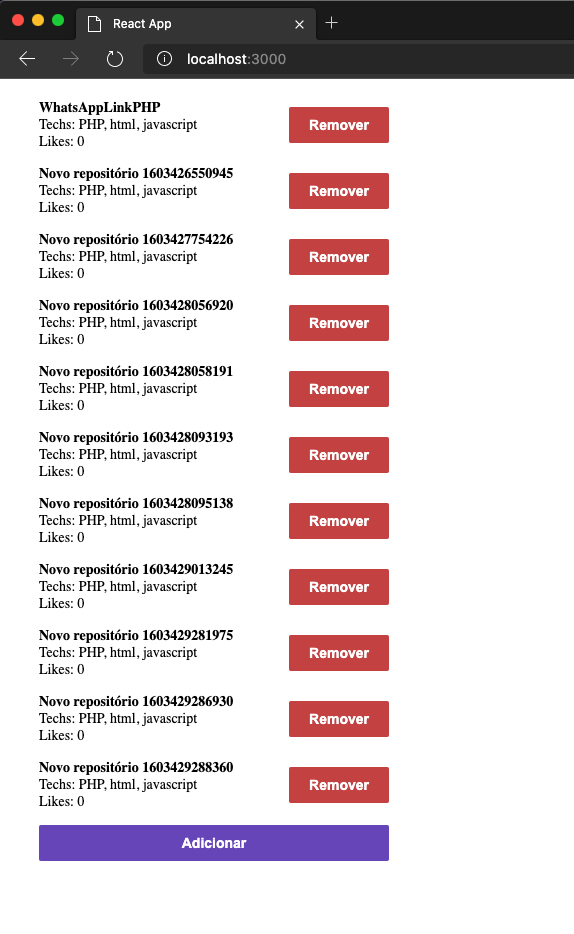 React App
localhost:3000
WhatsAppLinkPHP
Techs: PHP, html, javascript
Likes: 0
Remover
Novo repositório 1603426550945
Techs: PHP, html, javascript
Likes: 0
Remover
Novo repositório 1603427754226
Techs: PHP, html, javascript
Likes: 0
Remover
Novo repositório 1603428056920
Techs: PHP, html, javascript
Likes: 0
Remover
Novo repositório 1603428058191
Techs: PHP, html, javascript
Likes: 0
Remover
Novo repositório 1603428093193
Techs: PHP, html, javascript
Likes: 0
Remover
Novo repositório 1603428095138
Techs: PHP, html, javascript
Likes: 0
Remover
Novo repositório 1603429013245
Techs: PHP, html, javascript
Likes: 0
Remover
Novo repositório 1603429281975
Techs: PHP, html, javascript
Likes: 0
Remover
Novo repositório 1603429286930
Techs: PHP, html, javascript
Likes: 0
Remover
Novo repositório 1603429288360
Techs: PHP, html, javascript
Likes: 0
Remover
Adicionar